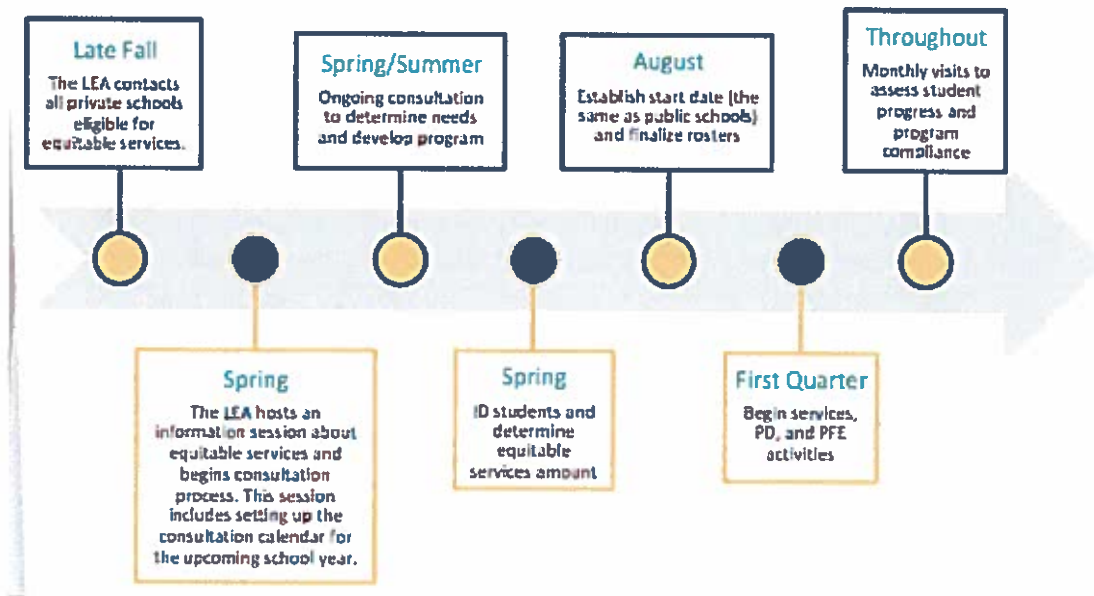 Late Fall
The LEA contacts
all private schools
eligible for
equitable services.
Spring
The LEA hosts an
information session about
equitable services and
begins consultation
process. This session
includes setting up the
consultation calendar for
the upcoming school year.
Spring/Summer
Ongoing consultation
to determine needs
and develop program
Spring
ID students and
determine
equitable
services amount
August
Establish start date (the
same as public schools)
and finalize rosters
First Quarter
Begin services,
PD, and PFE
activities
Throughout
Monthly visits to
assess student
progress and
program
compliance